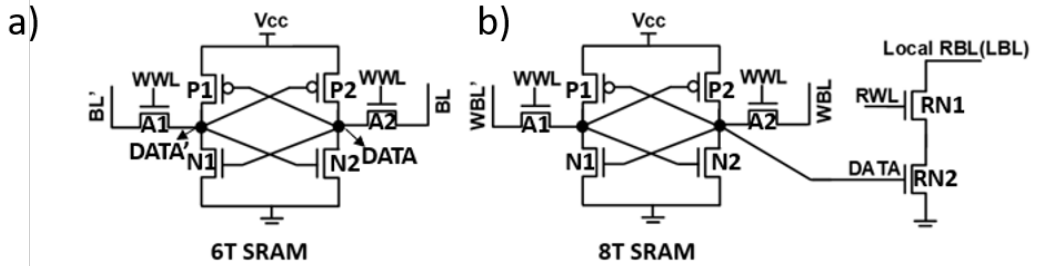 a)
Vcc
WWL
P1
P2
WWL
BL'
A1
A2
BL
DATA'
N1
N2
DATA
6T SRAM
b)
Vcc
WWL
P1
P2
WWL
WBL'
A1
A2
WBL
N1
N2
Local RBL(LBL)
RWL
RN1
DATA
RN2
8T SRAM